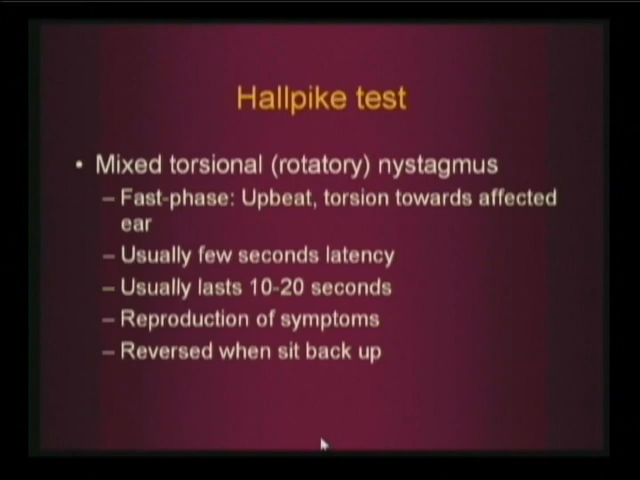 Hallpike test
• Mixed torsional (rotatory) nystagmus
– Fast-phase: Upbeat, torsion towards affected
ear
– Usually few seconds latency
– Usually lasts 10-20 seconds
– Reproduction of symptoms
– Reversed when sit back up